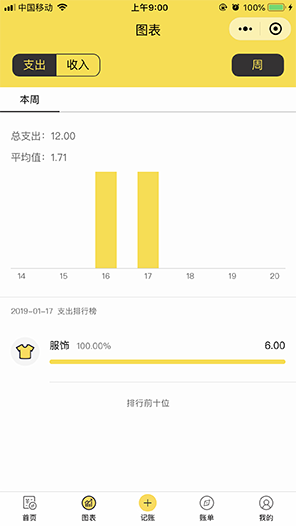 中国移动 上午9:00 100%
图表
支出 收入 周
本周
总支出：12.00
平均值：1.71
14 15 16 17 18 19 20
2019-01-17 支出排行榜
服饰 100.00% 6.00
排行前十位
首页 图表 记账 账单 我的